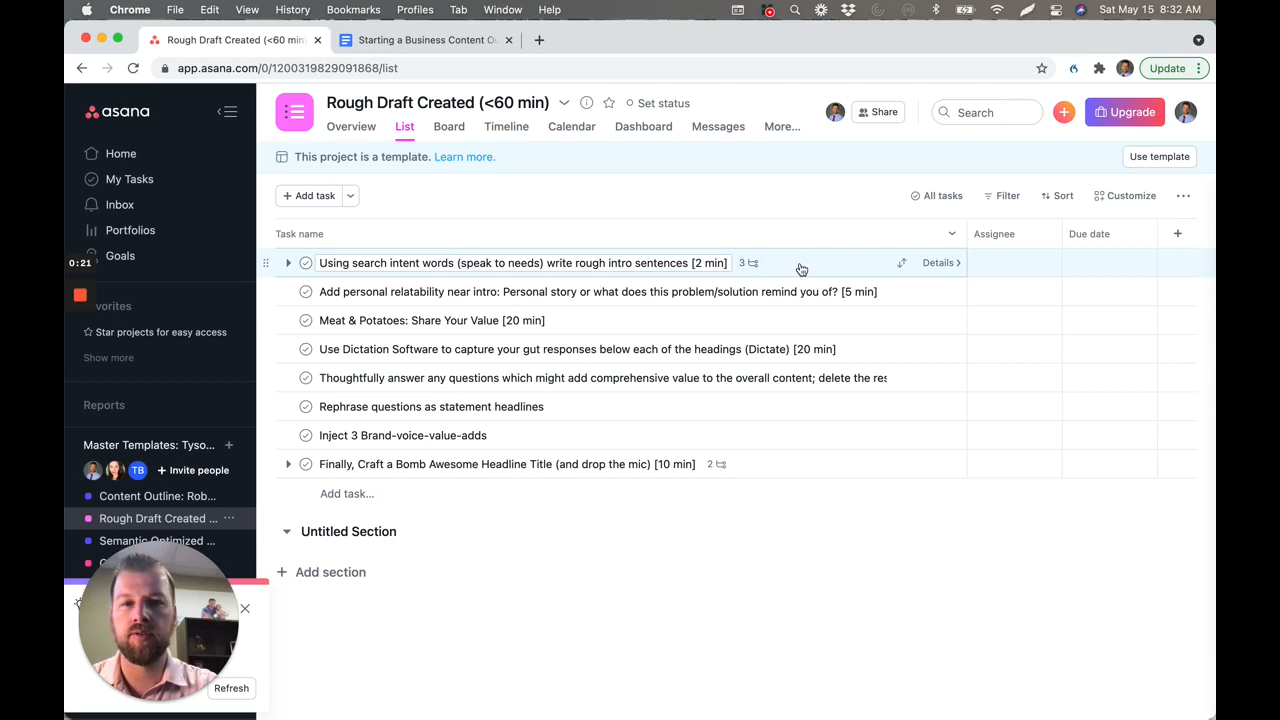 Chrome File Edit View History Bookmarks Profiles Tab Window Help Sat May 15 8:32 AM
Rough Draft Created (<60 min Starting a Business Content Ou
app.asana.com/0/1200319829091868/list Update
asana
Home
My Tasks
Inbox
Portfolios
Goals
0:21
vorites
Star projects for easy access
Show more
Reports
Master Templates: Tyso...
TB Invite people
Content Outline: Rob...
Rough Draft Created ...
Semantic Optimized ...
Refresh
Rough Draft Created (<60 min) Set status
Share Search Upgrade
Overview List Board Timeline Calendar Dashboard Messages More...
This project is a template. Learn more. Use template
+ Add task All tasks Filter Sort Customize
Task name Assignee Due date
Using search intent words (speak to needs) write rough intro sentences [2 min] 3 Details
Add personal relatability near intro: Personal story or what does this problem/solution remind you of? [5 min]
Meat & Potatoes: Share Your Value [20 min]
Use Dictation Software to capture your gut responses below each of the headings (Dictate) [20 min]
Thoughtfully answer any questions which might add comprehensive value to the overall content; delete the res
Rephrase questions as statement headlines
Inject 3 Brand-voice-value-adds
Finally, Craft a Bomb Awesome Headline Title (and drop the mic) [10 min] 2
Add task...
Untitled Section
+ Add section